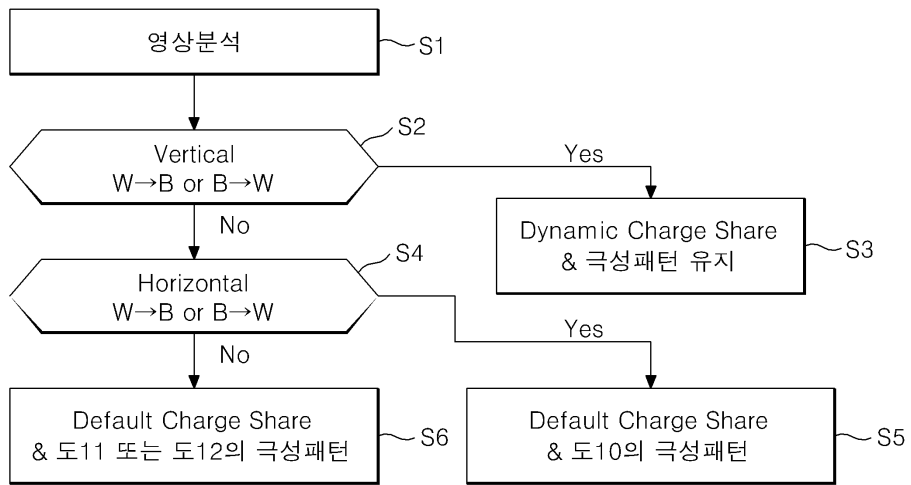 영상분석
S1
Vertical
W→B or B→W
S2
Yes
No
Dynamic Charge Share
& 극성패턴 유지
S3
Horizontal
W→B or B→W
S4
Yes
No
Default Charge Share
& 도11 또는 도12의 극성패턴
S6
Default Charge Share
& 도10의 극성패턴
S5